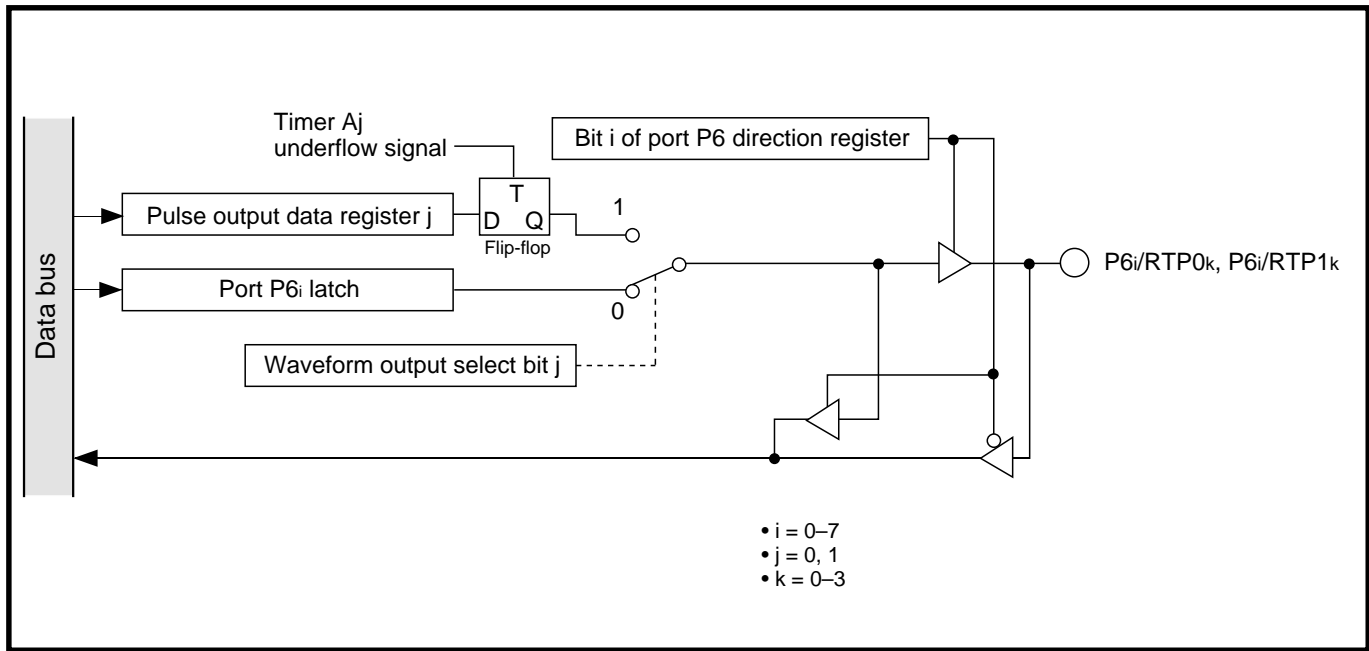 Timer Aj
underflow signal
Bit i of port P6 direction register
Pulse output data register j
T
D Q
Flip-flop
1
Data bus
Port P6i latch
0
P6i/RTP0k, P6i/RTP1k
Waveform output select bit j
• i = 0–7
• j = 0, 1
• k = 0–3